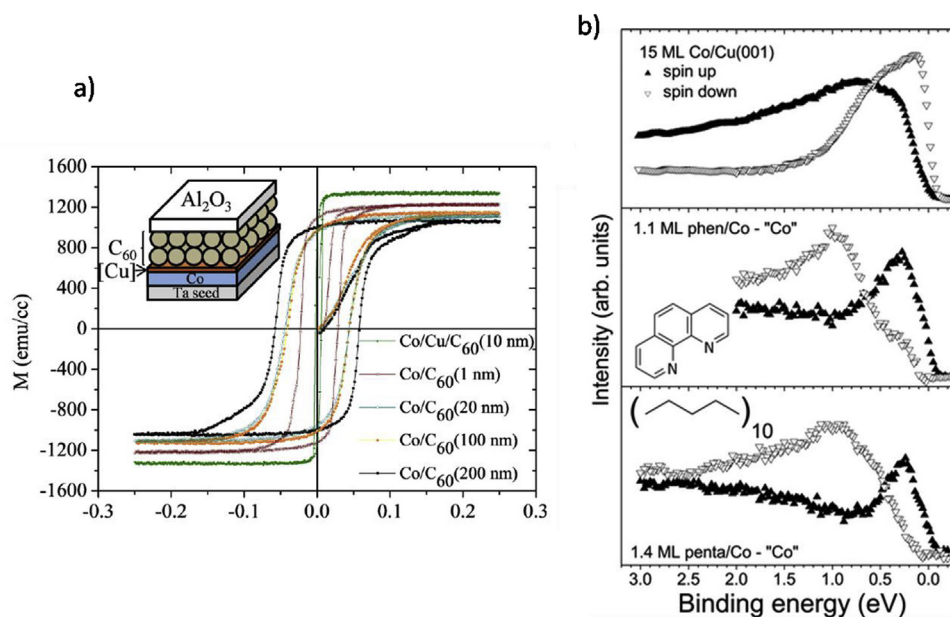 a)
1600
1200
800
400
0
-400
-800
-1200
-1600
M (emu/cc)
-0.3
-0.2
-0.1
0.0
0.1
0.2
0.3
Al₂O₃
C₆₀
[Cu]
Co
Ta seed
Co/Cu/C₆₀(10 nm)
Co/C₆₀(1 nm)
Co/C₆₀(20 nm)
Co/C₆₀(100 nm)
Co/C₆₀(200 nm)
b)
15 ML Co/Cu(001)
spin up
spin down
1.1 ML phen/Co - "Co"
N
N
( )10
1.4 ML penta/Co - "Co"
Intensity (arb. units)
3.0 2.5 2.0 1.5 1.0 0.5 0.0
Binding energy (eV)